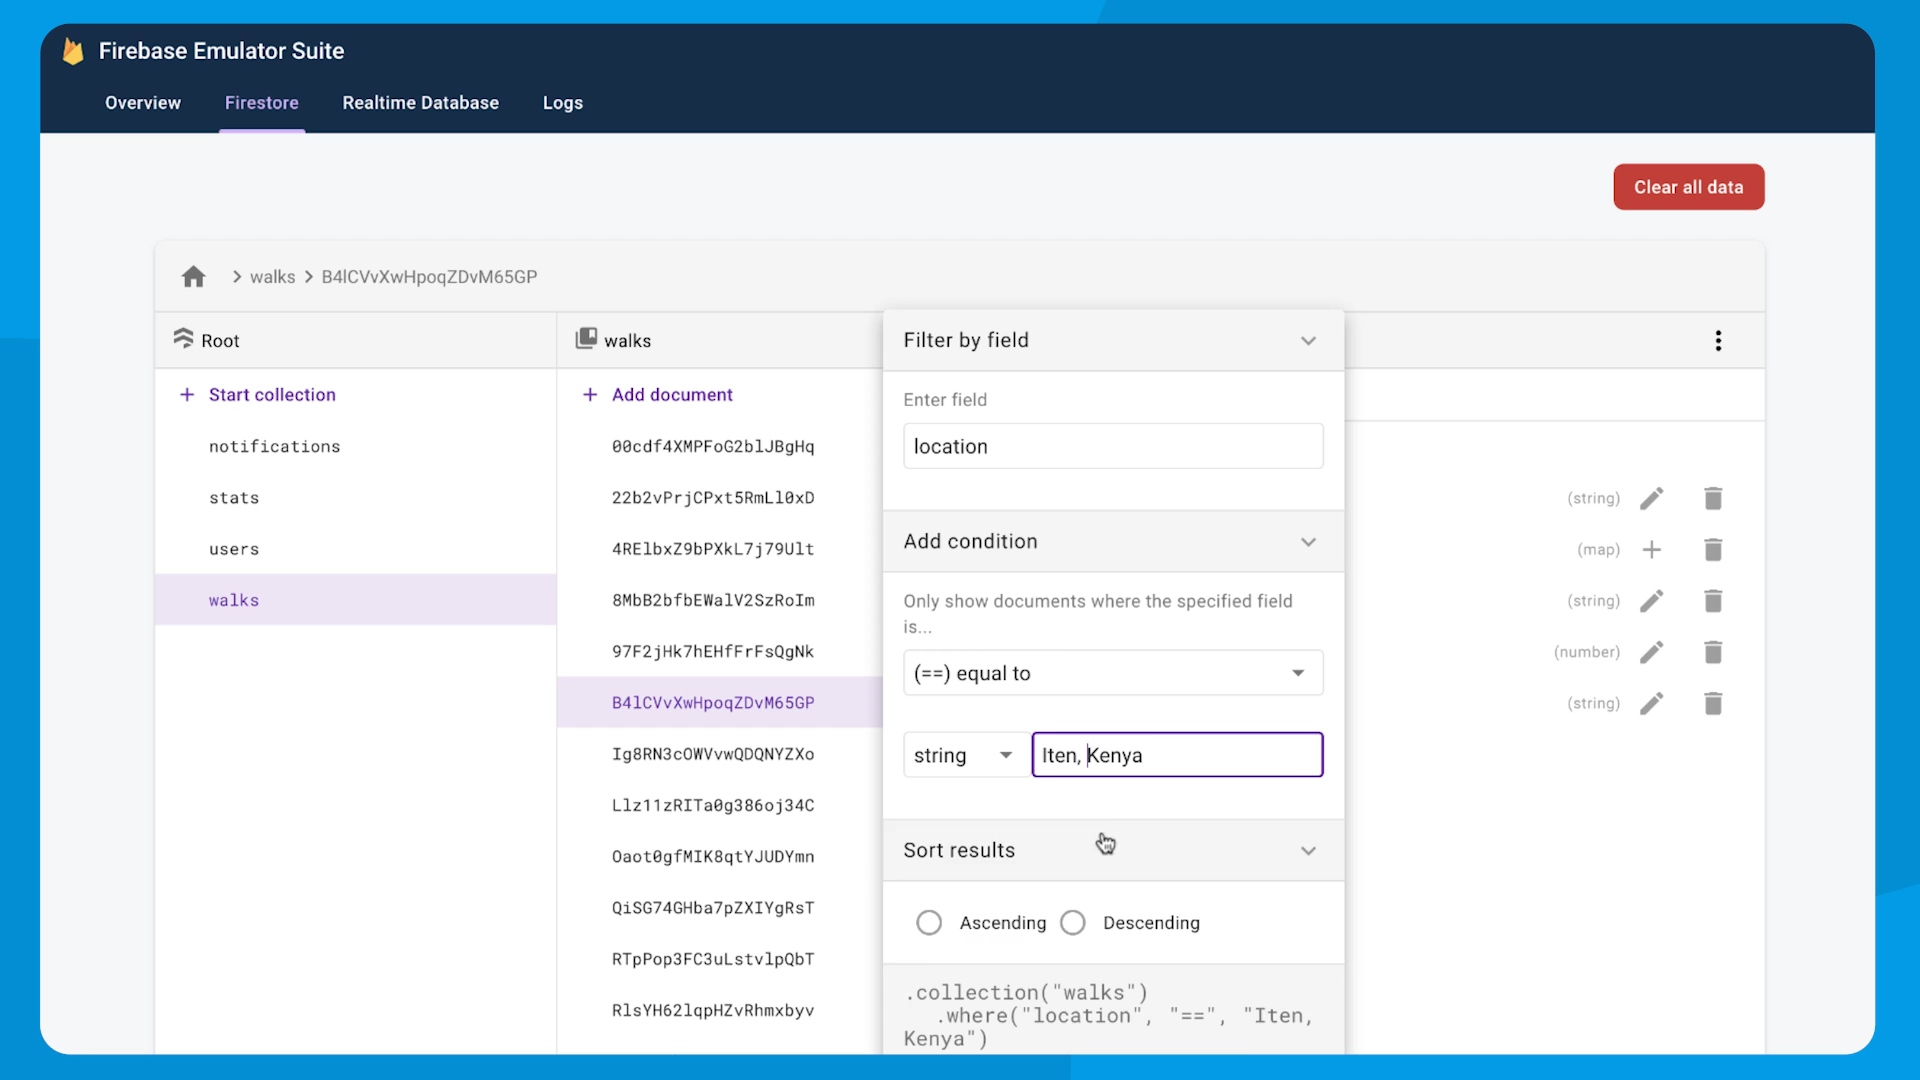 Firebase Emulator Suite
Overview
Firestore
Realtime Database
Logs
Clear all data
walks
B4lCVvXwHpoqZDvM65GP
Root
walks
Start collection
notifications
stats
users
walks
Add document
00cdf4XMPFoG2blJBgHq
22b2vPrjCPxt5RmLl0xD
4RElbxZ9bPXkL7j79Ult
8MbB2bfbEWalV2SzRoIm
97F2jHk7hEHfFrFsQgNk
B4lCVvXwHpoqZDvM65GP
Ig8RN3cOWVvwQDQNYZXo
Llz11zRITa0g386oj34C
Oaot0gfMIK8qtYJUDYmn
QiSG74GHba7pZXIYgRsT
RTpPop3FC3uLstvlpQbT
RlsYH62lqpHZvRhmxbyv
Filter by field
Enter field
location
Add condition
Only show documents where the specified field
is...
(==) equal to
string
Iten, Kenya
Sort results
Ascending
Descending
.collection("walks")
.where("location", "==", "Iten,
Kenya")
(string)
(map)
(string)
(number)
(string)